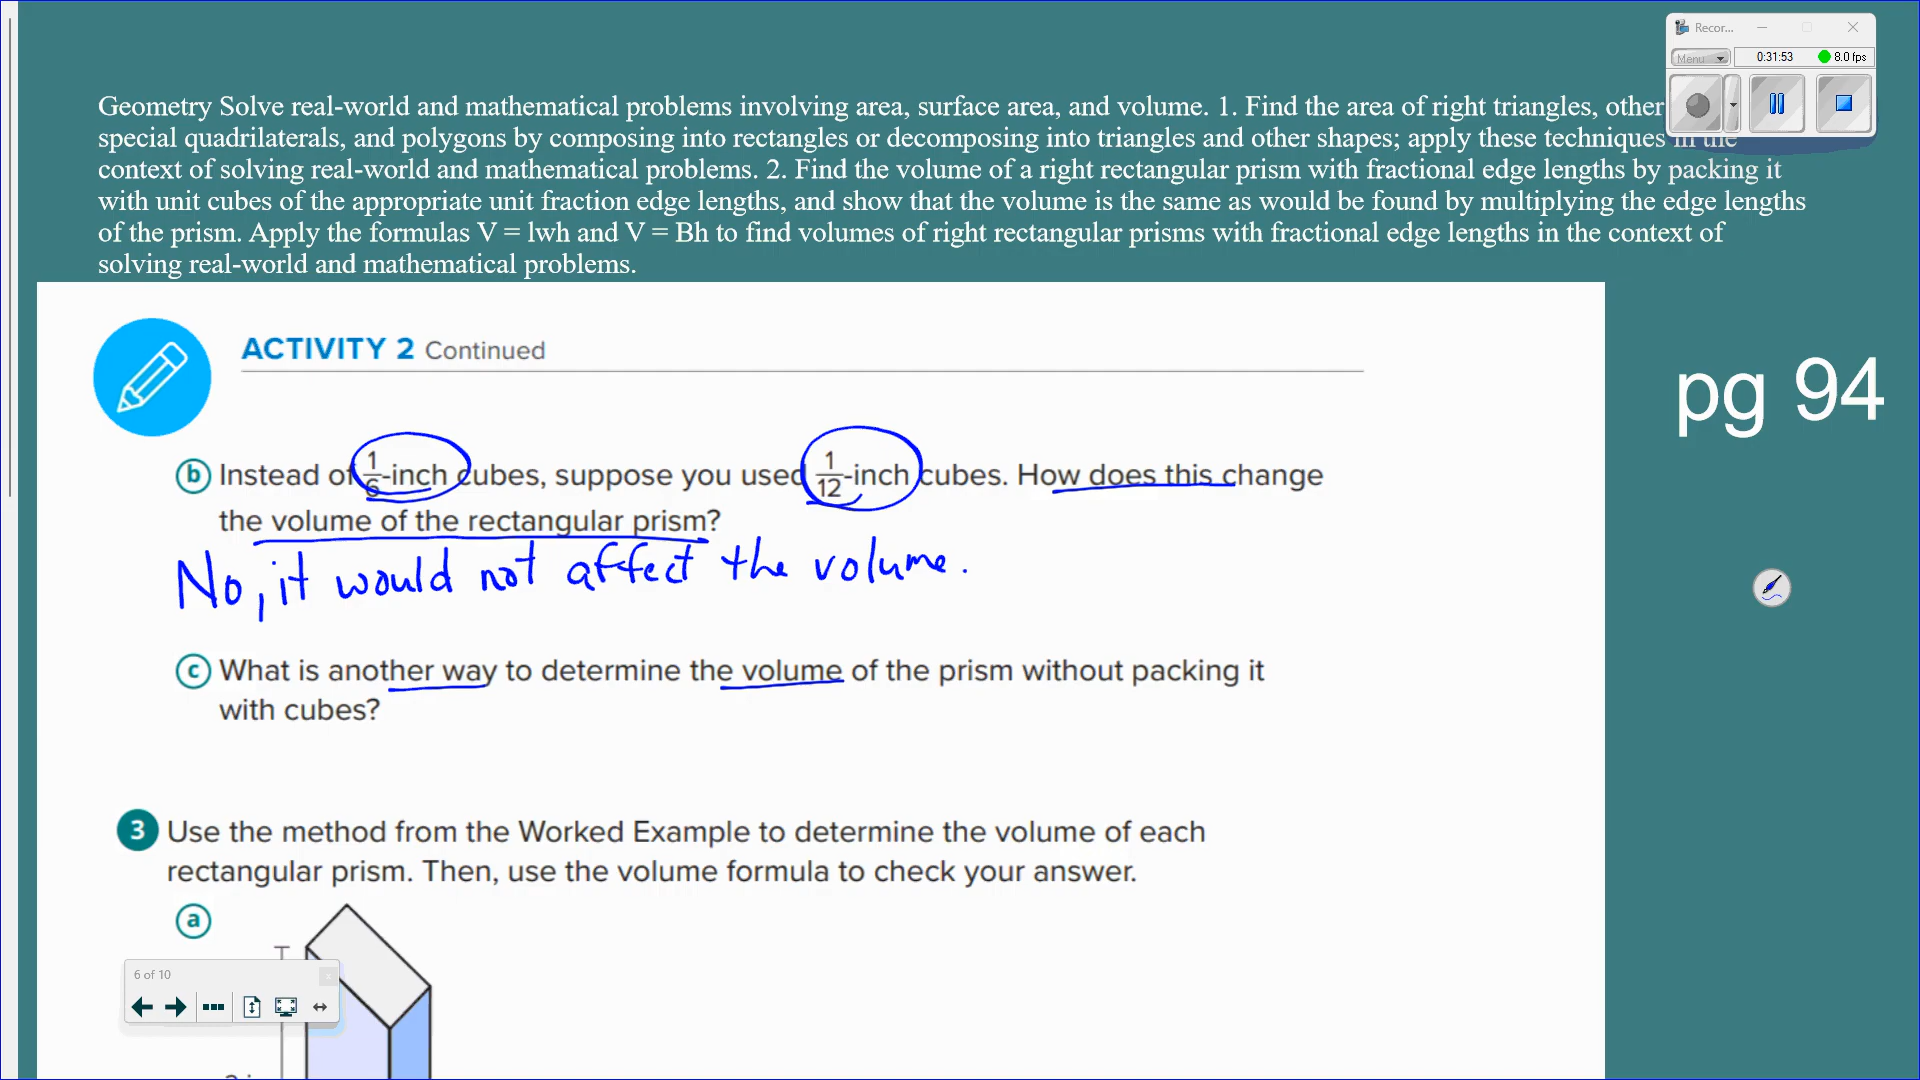 Recor...
Menu
0:31:53
8.0 fps
Geometry Solve real-world and mathematical problems involving area, surface area, and volume. 1. Find the area of right triangles, other
special quadrilaterals, and polygons by composing into rectangles or decomposing into triangles and other shapes; apply these techniques in the
context of solving real-world and mathematical problems. 2. Find the volume of a right rectangular prism with fractional edge lengths by packing it
with unit cubes of the appropriate unit fraction edge lengths, and show that the volume is the same as would be found by multiplying the edge lengths
of the prism. Apply the formulas V = lwh and V = Bh to find volumes of right rectangular prisms with fractional edge lengths in the context of
solving real-world and mathematical problems.
ACTIVITY 2 Continued
pg 94
b Instead of 1/6-inch cubes, suppose you used 1/12-inch cubes. How does this change
the volume of the rectangular prism?
No, it would not affect the volume.
c What is another way to determine the volume of the prism without packing it
with cubes?
3 Use the method from the Worked Example to determine the volume of each
rectangular prism. Then, use the volume formula to check your answer.
a
6 of 10